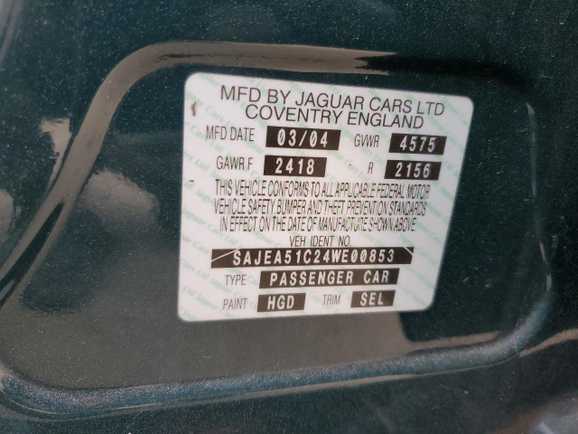 MFD BY JAGUAR CARS LTD
COVENTRY ENGLAND
MFD DATE 03/04 GVWR 4575
GAWR F 2418 R 2156
THIS VEHICLE CONFORMS TO ALL APPLICABLE FEDERAL MOTOR
VEHICLE SAFETY BUMPER AND THEFT PREVENTION STANDARDS
IN EFFECT ON THE DATE OF MANUFACTURE SHOWN ABOVE
VEH IDENT NO.
SAJEA51C24WE00853
TYPE PASSENGER CAR
PAINT HGD TRIM SEL